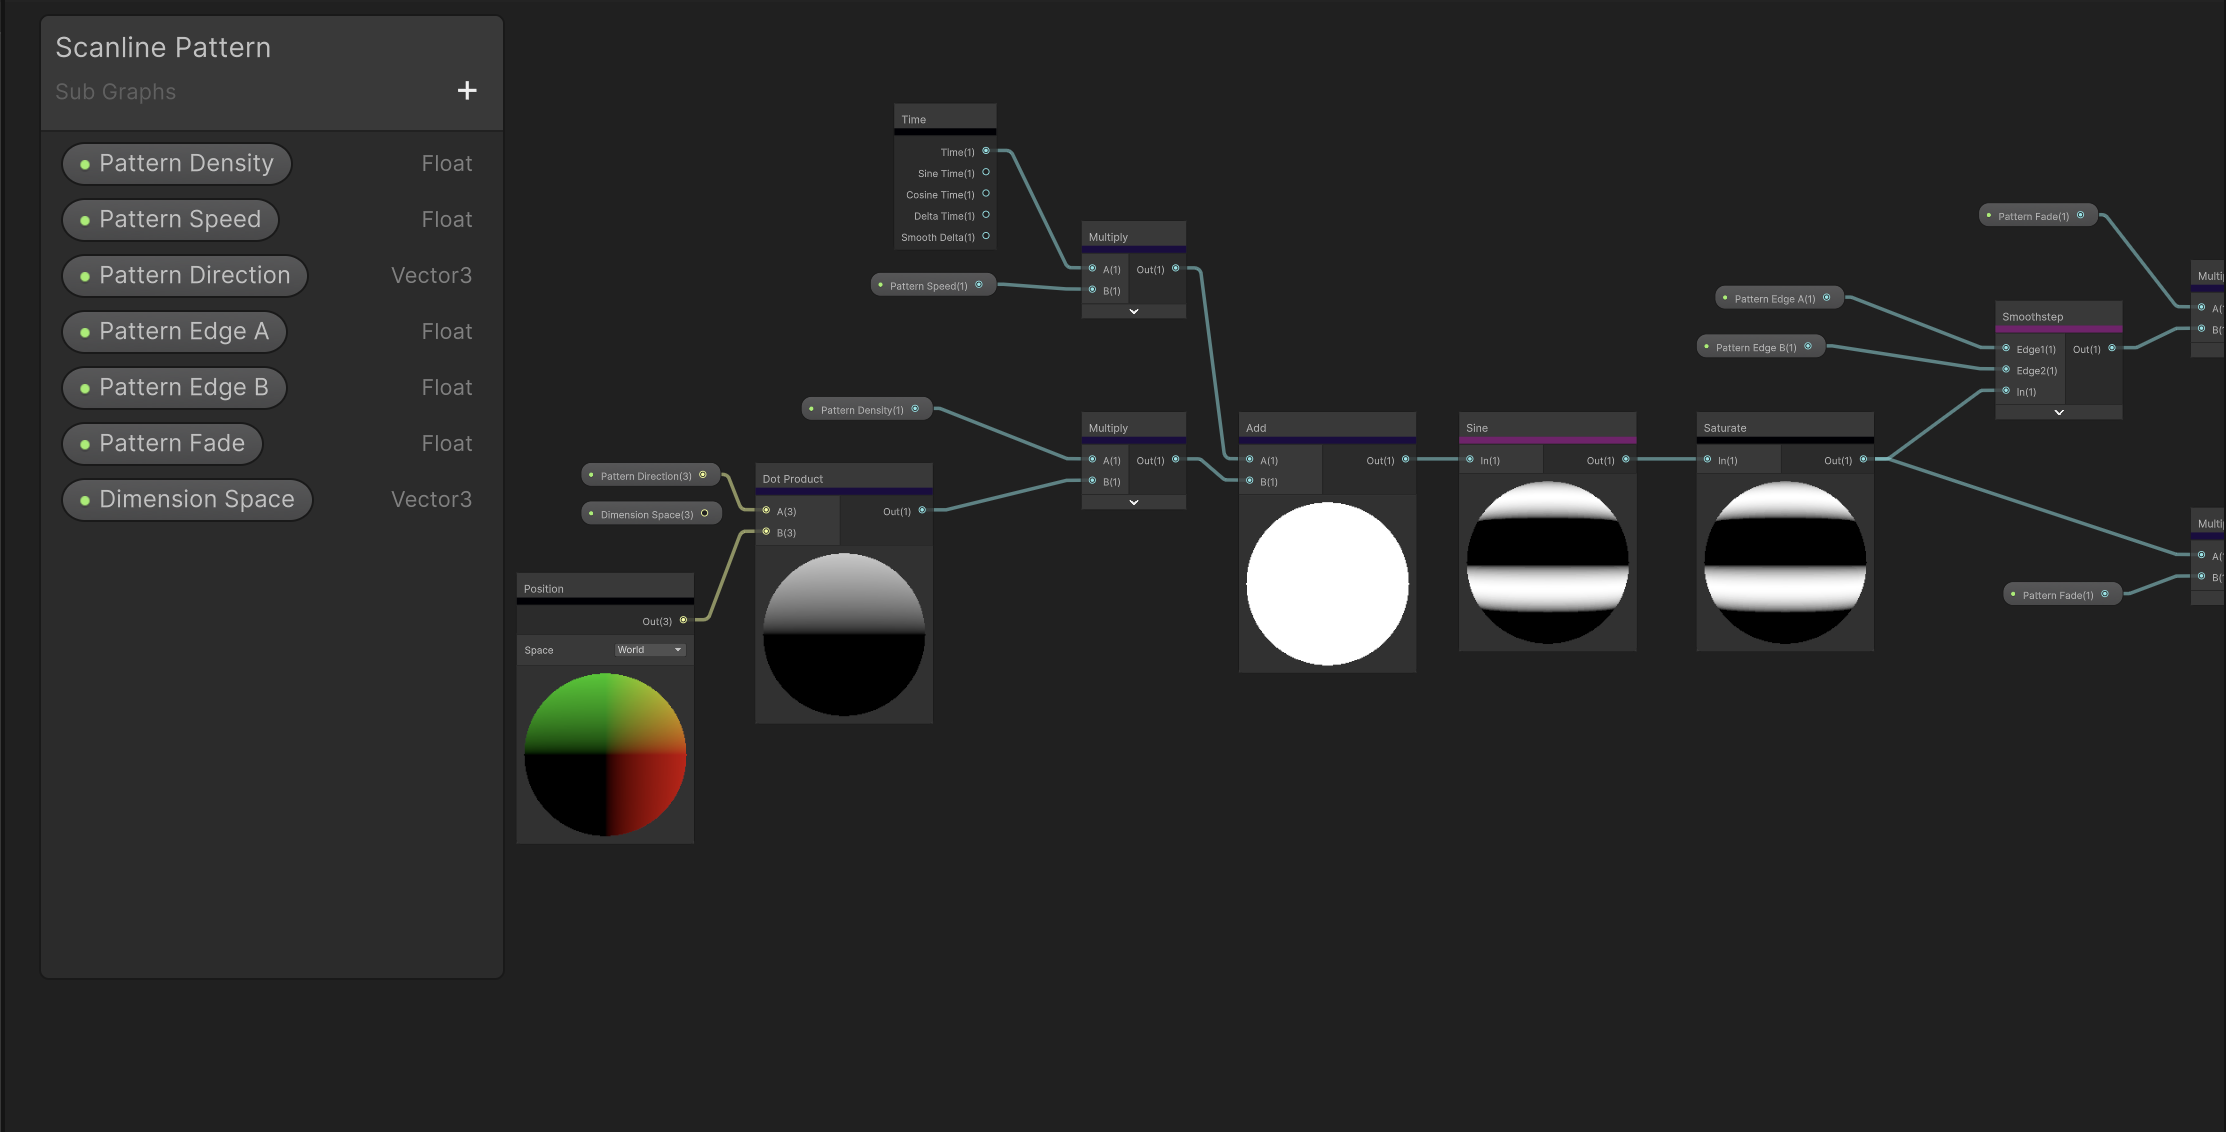 Scanline Pattern
Sub Graphs
Pattern Density Float
Pattern Speed Float
Pattern Direction Vector3
Pattern Edge A Float
Pattern Edge B Float
Pattern Fade Float
Dimension Space Vector3
Time
Time(1)
Sine Time(1)
Cosine Time(1)
Delta Time(1)
Smooth Delta(1)
Pattern Speed(1)
Multiply
A(1) Out(1)
B(1)
Pattern Density(1)
Pattern Direction(3)
Dimension Space(3)
Position
Out(3)
Space World
Dot Product
A(3) Out(1)
B(3)
Multiply
A(1) Out(1)
B(1)
Add
A(1) Out(1)
B(1)
Sine
In(1) Out(1)
Saturate
In(1) Out(1)
Pattern Edge A(1)
Pattern Edge B(1)
Smoothstep
Edge1(1) Out(1)
Edge2(1)
In(1)
Pattern Fade(1)
Multi
A(
B(
Pattern Fade(1)
Multi
A(
B(